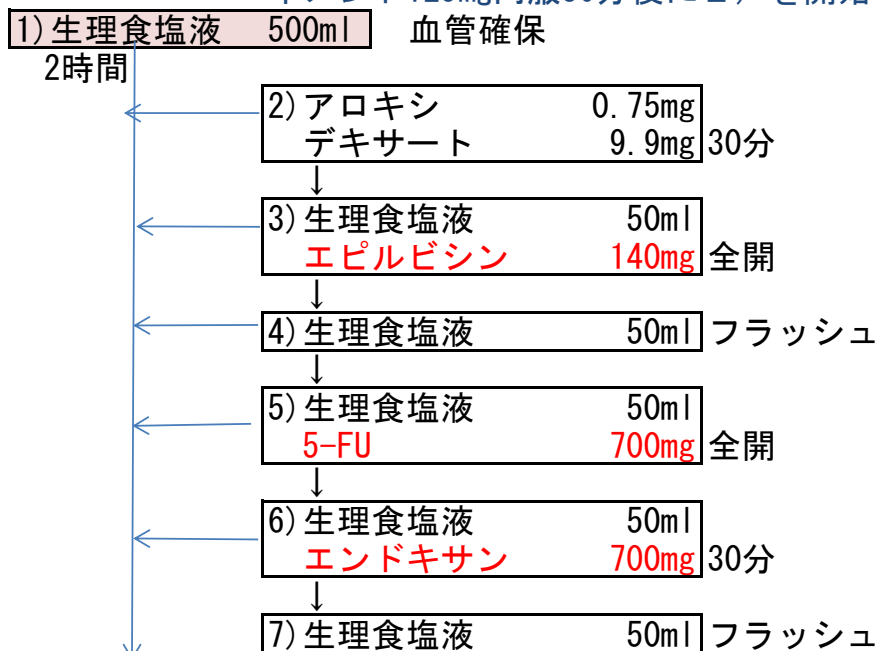 1)生理食塩液 500ml 血管確保
2時間
2)アロキシ 0.75mg
デキサート 9.9mg 30分
↓
3)生理食塩液 50ml
エピルビシン 140mg 全開
↓
4)生理食塩液 50ml フラッシュ
↓
5)生理食塩液 50ml
5-FU 700mg 全開
↓
6)生理食塩液 50ml
エンドキサン 700mg 30分
↓
7)生理食塩液 50ml フラッシュ